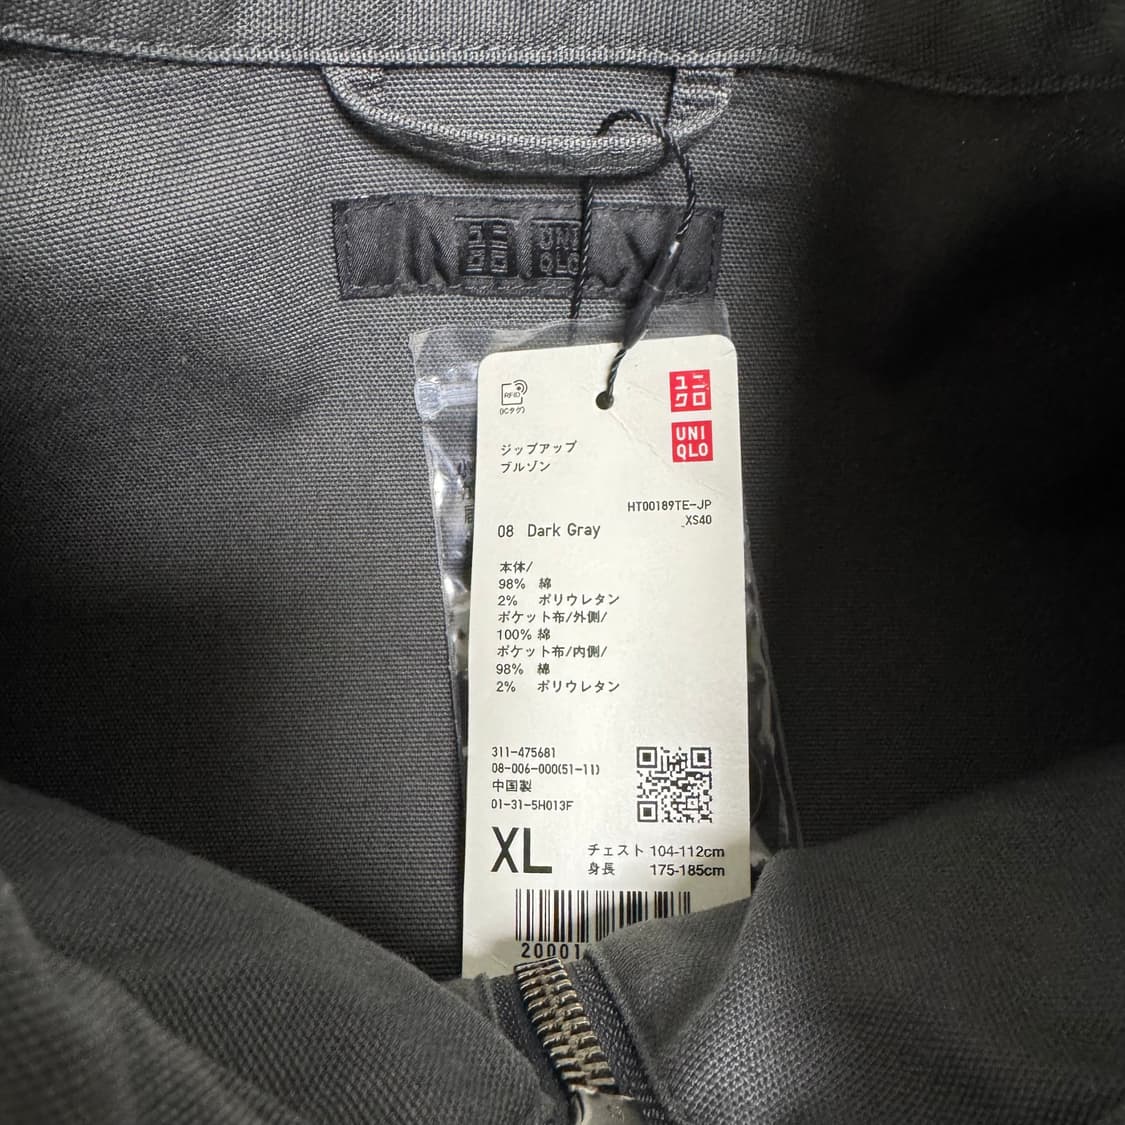 UNI
QLO
RFID
(ICタグ)
ユニ
クロ
UNI
QLO
ジップアップ
ブルゾン
HT00189TE-JP
XS40
08 Dark Gray
本体/
98% 綿
2% ポリウレタン
ポケット布/外側/
100% 綿
ポケット布/内側/
98% 綿
2% ポリウレタン
311-475681
08-006-000(51-11)
中国製
01-31-5H013F
XL
チェスト 104-112cm
身長 175-185cm
20001